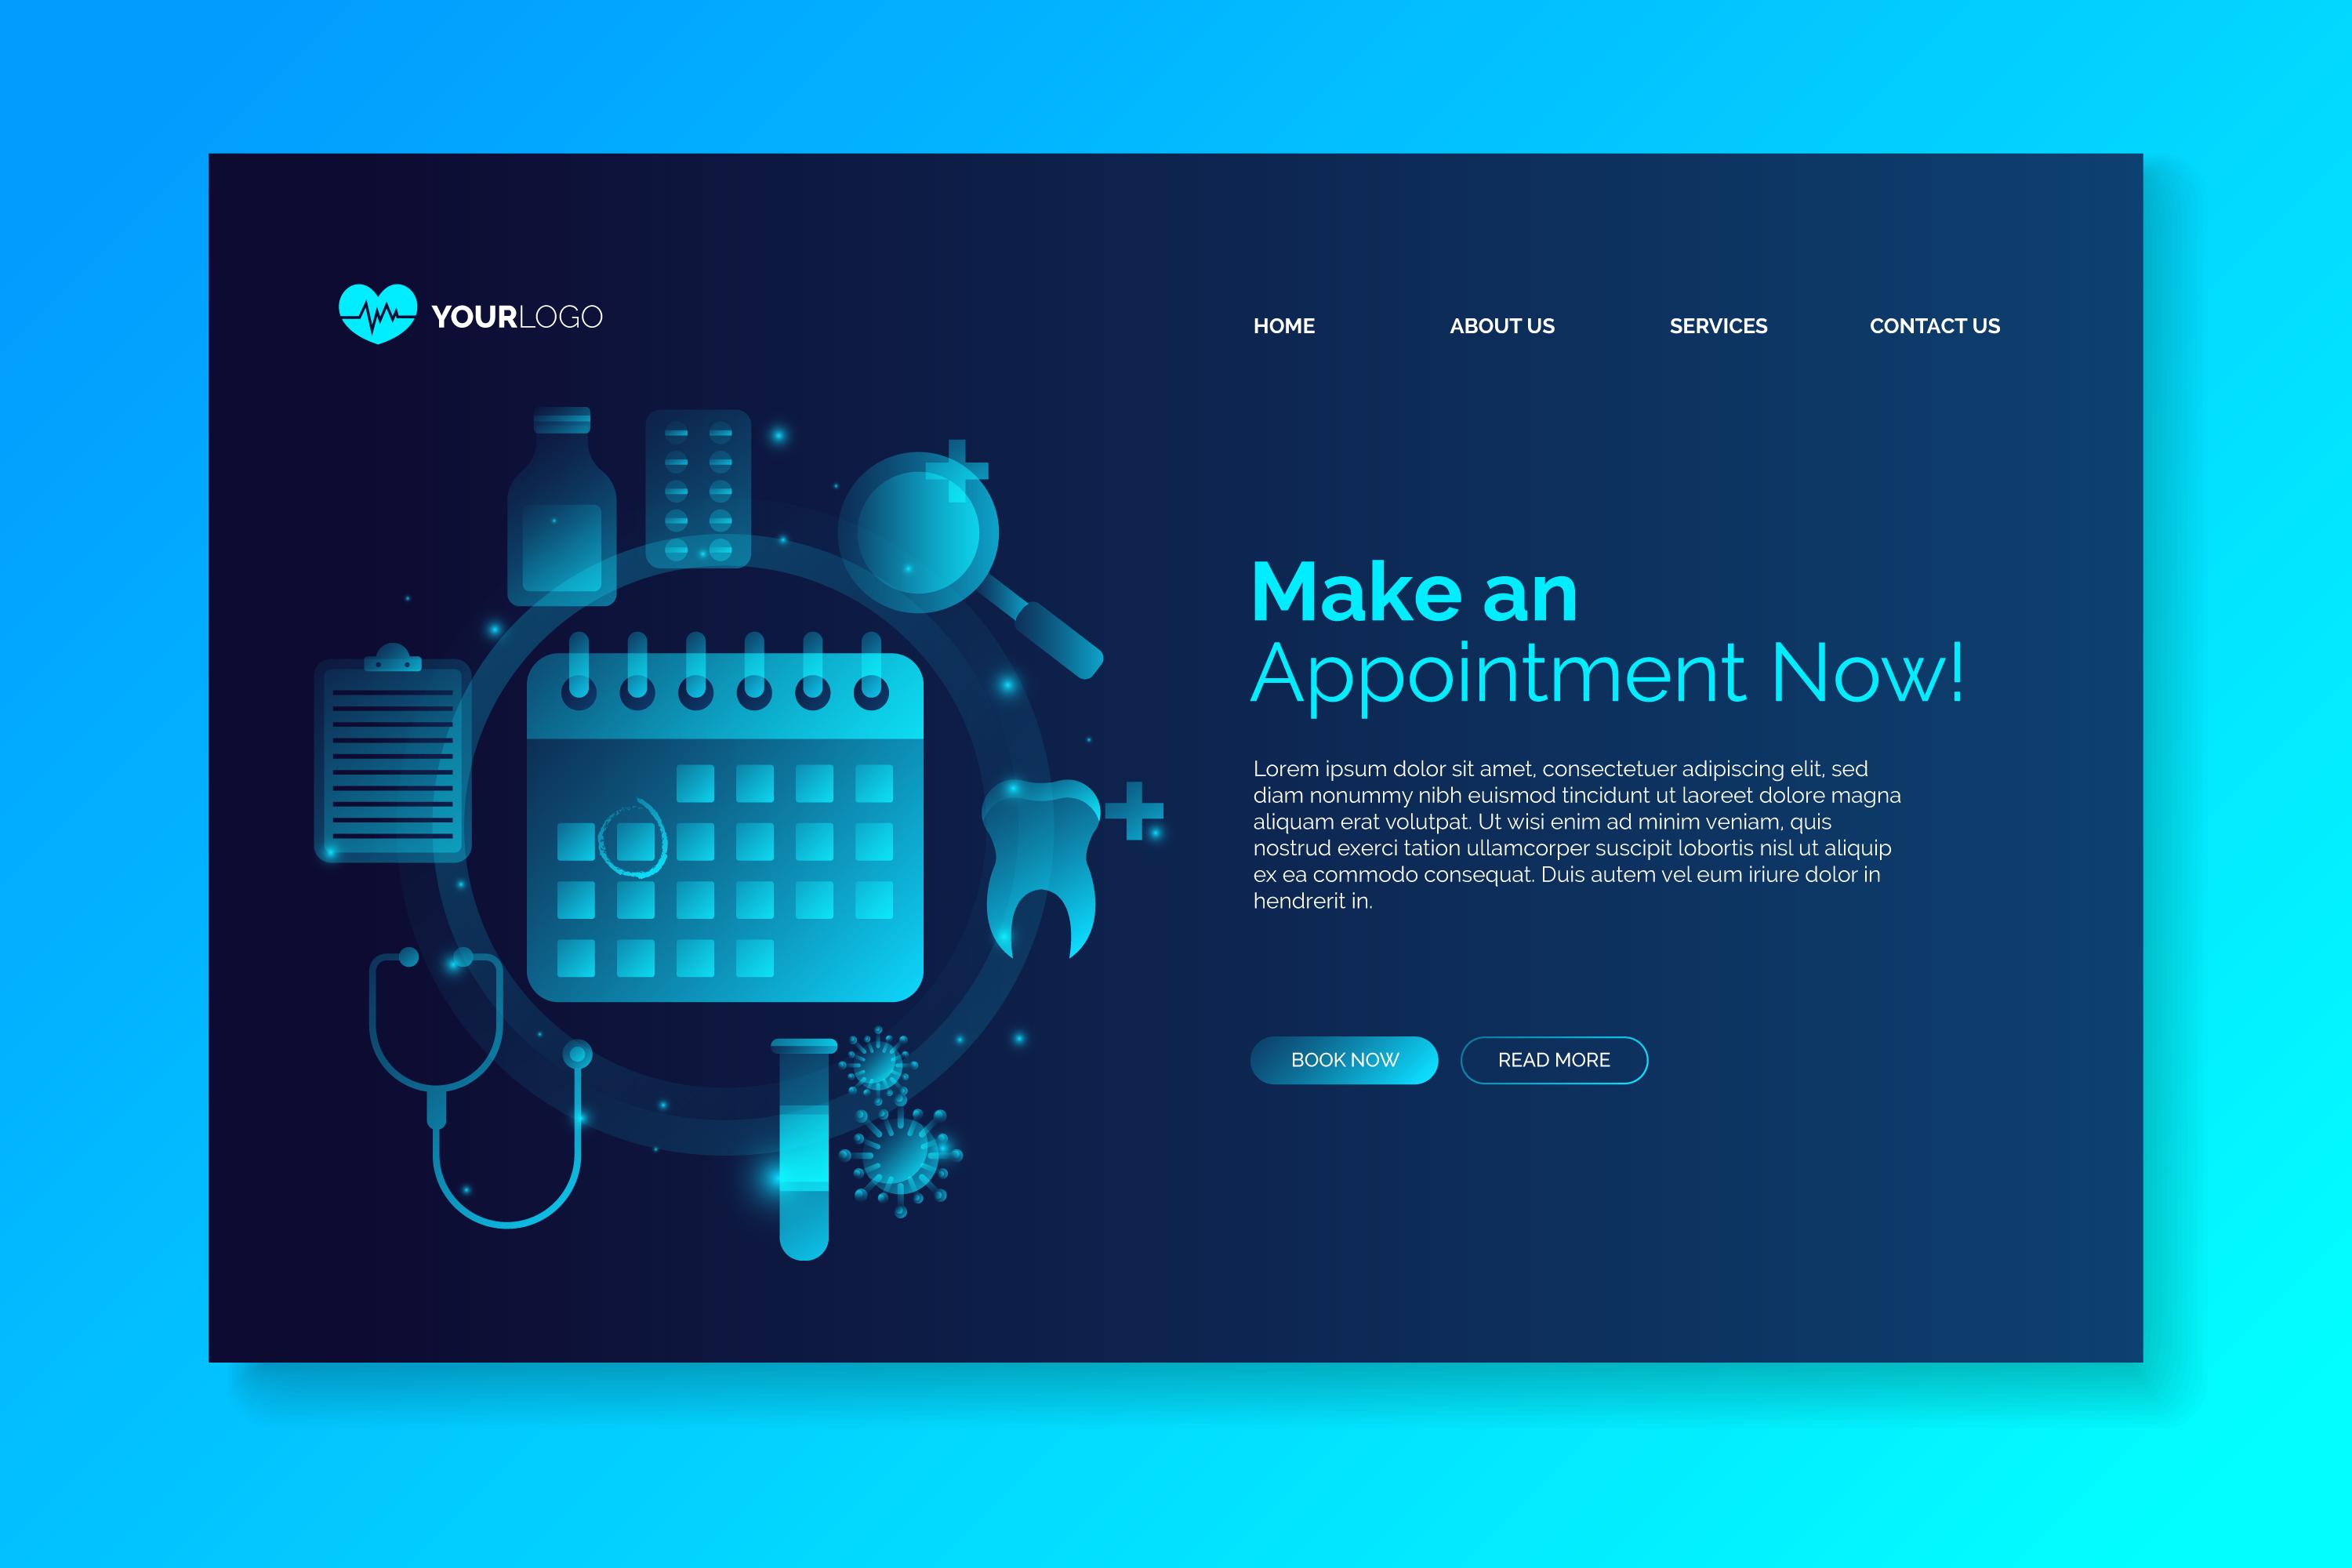 YOURLOGO
HOME ABOUT US SERVICES CONTACT US
Make an
Appointment Now!
Lorem ipsum dolor sit amet, consectetuer adipiscing elit, sed
diam nonummy nibh euismod tincidunt ut laoreet dolore magna
aliquam erat volutpat. Ut wisi enim ad minim veniam, quis
nostrud exerci tation ullamcorper suscipit lobortis nisl ut aliquip
ex ea commodo consequat. Duis autem vel eum iriure dolor in
hendrerit in.
BOOK NOW READ MORE